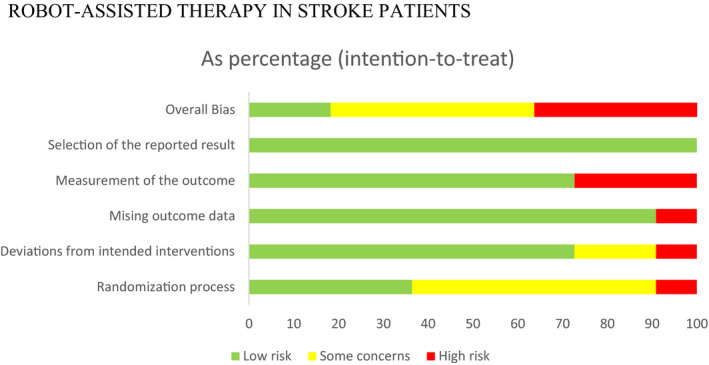 ROBOT-ASSISTED THERAPY IN STROKE PATIENTS
As percentage (intention-to-treat)
Overall Bias
Selection of the reported result
Measurement of the outcome
Mising outcome data
Deviations from intended interventions
Randomization process
0 10 20 30 40 50 60 70 80 90 100
Low risk Some concerns High risk